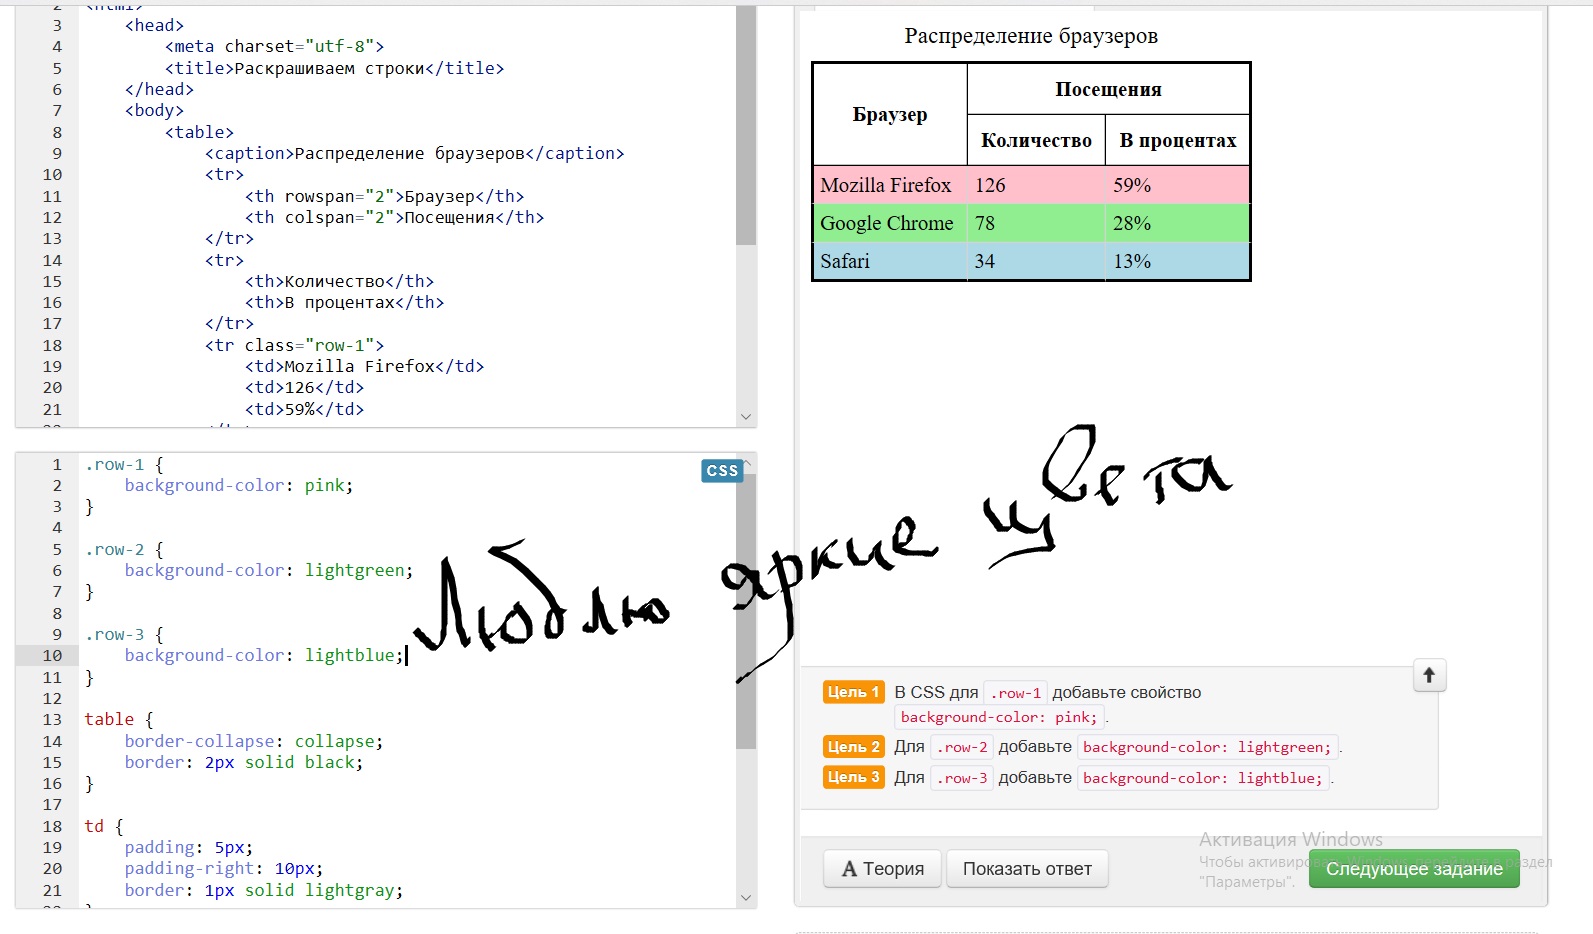 2 <html>
3 <head>
4 <meta charset="utf-8">
5 <title>Раскрашиваем строки</title>
6 </head>
7 <body>
8 <table>
9 <caption>Распределение браузеров</caption>
10 <tr>
11 <th rowspan="2">Браузер</th>
12 <th colspan="2">Посещения</th>
13 </tr>
14 <tr>
15 <th>Количество</th>
16 <th>В процентах</th>
17 </tr>
18 <tr class="row-1">
19 <td>Mozilla Firefox</td>
20 <td>126</td>
21 <td>59%</td>
CSS
1 .row-1 {
2 background-color: pink;
3 }
4
5 .row-2 {
6 background-color: lightgreen;
7 }
8
9 .row-3 {
10 background-color: lightblue;
11 }
12
13 table {
14 border-collapse: collapse;
15 border: 2px solid black;
16 }
17
18 td {
19 padding: 5px;
20 padding-right: 10px;
21 border: 1px solid lightgray;
Люблю яркие цвета
Распределение браузеров
Браузер Посещения
Количество В процентах
Mozilla Firefox 126 59%
Google Chrome 78 28%
Safari 34 13%
Цель 1 В CSS для .row-1 добавьте свойство
background-color: pink; .
Цель 2 Для .row-2 добавьте background-color: lightgreen; .
Цель 3 Для .row-3 добавьте background-color: lightblue; .
Активация Windows
Чтобы активировать Windows, перейдите в раздел
"Параметры".
A Теория Показать ответ Следующее задание